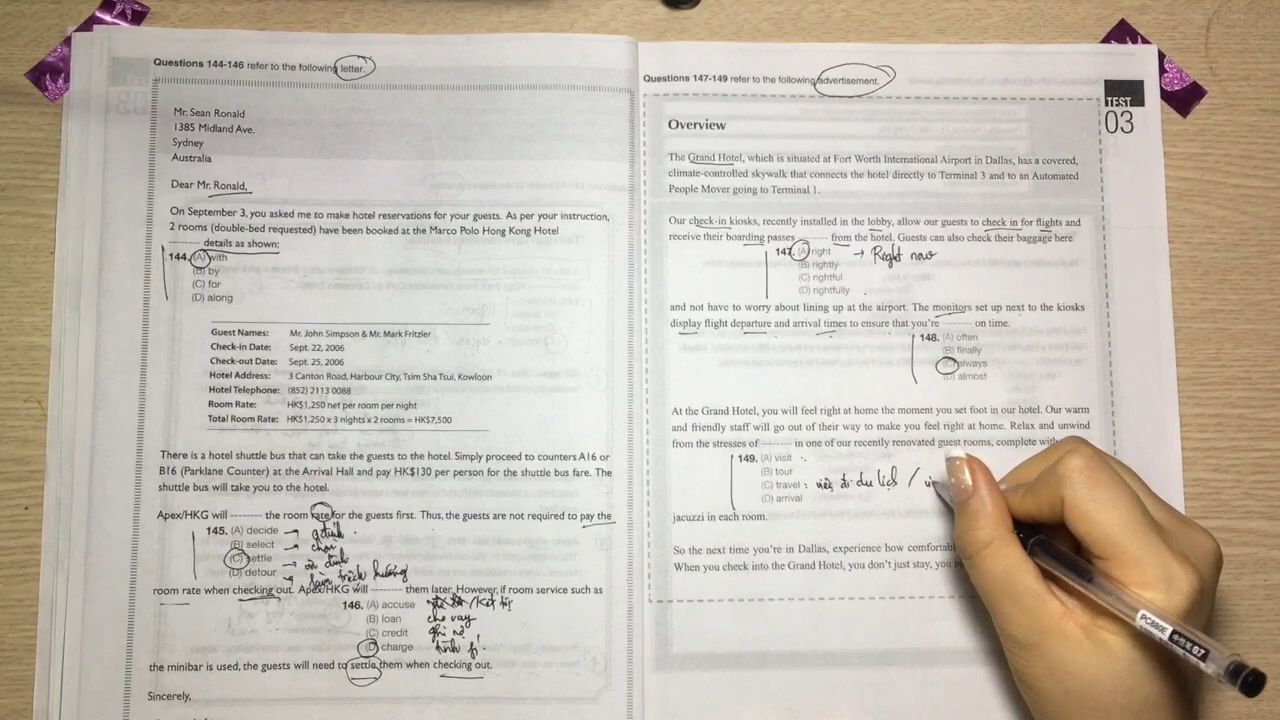 Questions 144-146 refer to the following letter.
Mr. Sean Ronald
1385 Midland Ave.
Sydney
Australia
Dear Mr. Ronald,
On September 3, you asked me to make hotel reservations for your guests. As per your instruction,
2 rooms (double-bed requested) have been booked at the Marco Polo Hong Kong Hotel
-------- details as shown:
144. (A) with
(B) by
(C) for
(D) along
Guest Names: Mr. John Simpson & Mr. Mark Fritzler
Check-in Date: Sept. 22, 2006
Check-out Date: Sept. 25, 2006
Hotel Address: 3 Canton Road, Harbour City, Tsim Sha Tsui, Kowloon
Hotel Telephone: (852) 2113 0088
Room Rate: HK$1,250 net per room per night
Total Room Rate: HK$1,250 x 3 nights x 2 rooms = HK$7,500
There is a hotel shuttle bus that can take the guests to the hotel. Simply proceed to counters A16 or
B16 (Parklane Counter) at the Arrival Hall and pay HK$130 per person for the shuttle bus fare. The
shuttle bus will take you to the hotel.
Apex/HKG will -------- the room rate for the guests first. Thus, the guests are not required to pay the
145. (A) decide
(B) select → chọn
(C) settle → ổn định
(D) detour
room rate when checking out. Apex/HKG will -------- them later. However, if room service such as
146. (A) accuse
(B) loan cho vay
(C) credit ghi nợ
(D) charge tính phí
the minibar is used, the guests will need to settle them when checking out.
Sincerely,
Questions 147-149 refer to the following advertisement.
TEST
03
Overview
The Grand Hotel, which is situated at Fort Worth International Airport in Dallas, has a covered,
climate-controlled skywalk that connects the hotel directly to Terminal 3 and to an Automated
People Mover going to Terminal 1.
Our check-in kiosks, recently installed in the lobby, allow our guests to check in for flights and
receive their boarding passes -------- from the hotel. Guests can also check their baggage here
147. (A) right → Right now
(B) rightly
(C) rightful
(D) rightfully
and not have to worry about lining up at the airport. The monitors set up next to the kiosks
display flight departure and arrival times to ensure that you're -------- on time.
148. (A) often
(B) finally
(C) always
(D) almost
At the Grand Hotel, you will feel right at home the moment you set foot in our hotel. Our warm
and friendly staff will go out of their way to make you feel right at home. Relax and unwind
from the stresses of -------- in one of our recently renovated guest rooms, complete with
149. (A) visit
(B) tour
(C) travel : việc đi du lịch /
(D) arrival
jacuzzi in each room.
So the next time you're in Dallas, experience how comfortab
When you check into the Grand Hotel, you don't just stay, you
PC880E 0.7